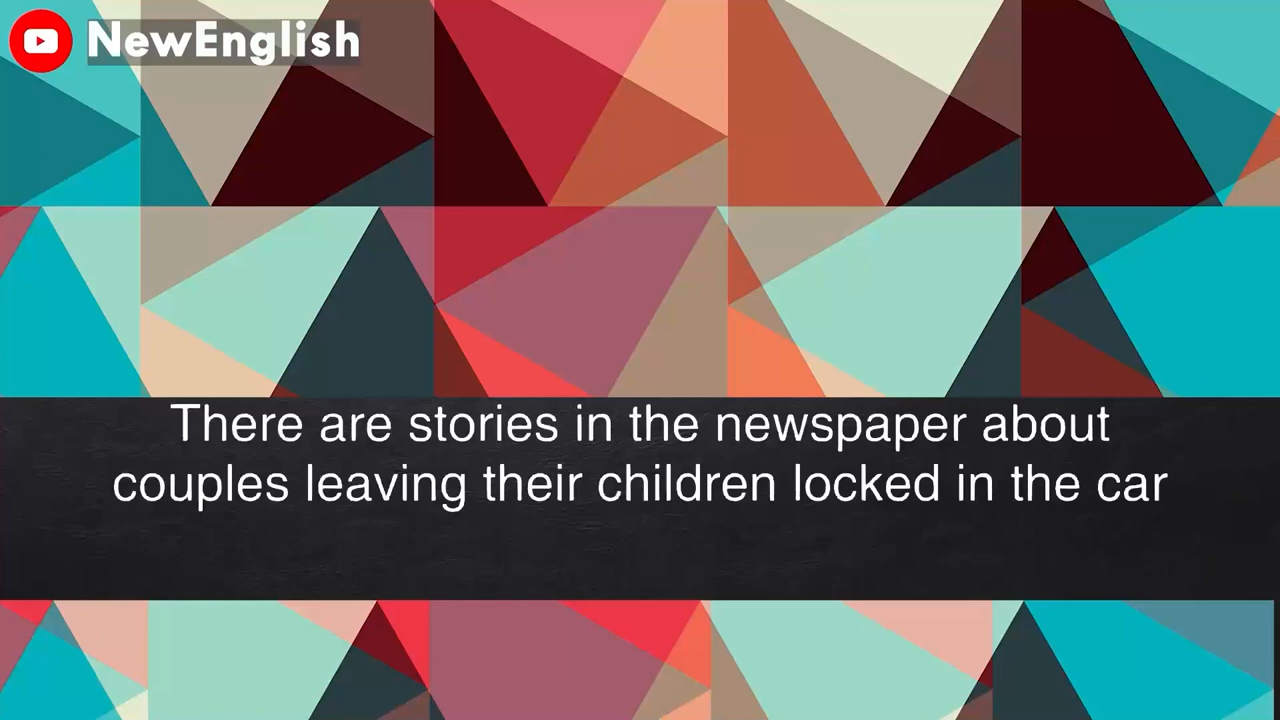 NewEnglish
There are stories in the newspaper about
couples leaving their children locked in the car